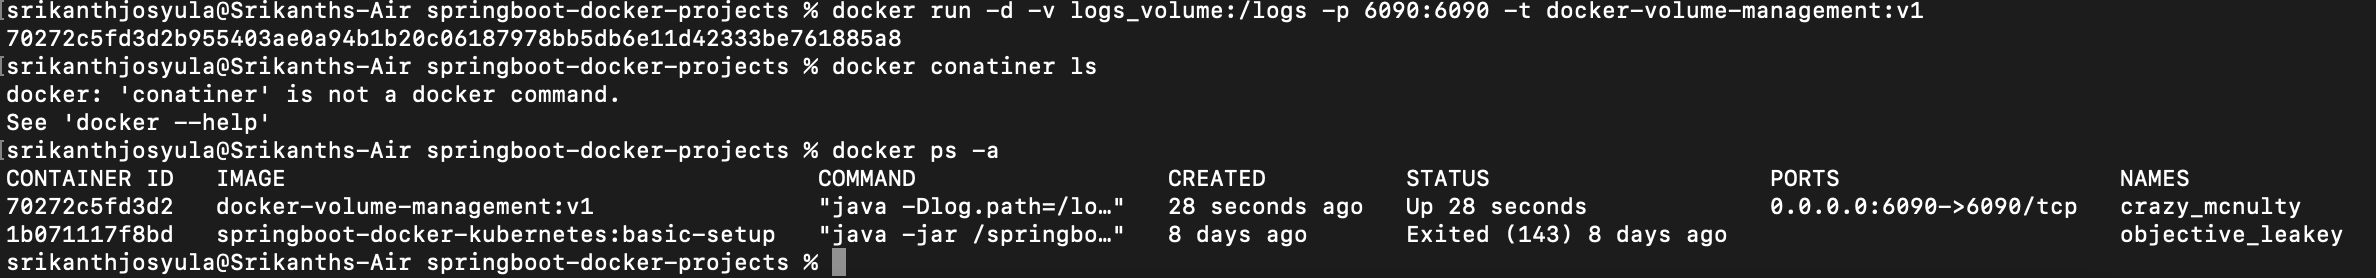 srikanthjosyula@Srikanths-Air springboot-docker-projects % docker run -d -v logs_volume:/logs -p 6090:6090 -t docker-volume-management:v1
70272c5fd3d2b955403ae0a94b1b20c06187978bb5db6e11d42333be761885a8
srikanthjosyula@Srikanths-Air springboot-docker-projects % docker conatiner ls
docker: 'conatiner' is not a docker command.
See 'docker --help'
srikanthjosyula@Srikanths-Air springboot-docker-projects % docker ps -a
CONTAINER ID   IMAGE                                     COMMAND                  CREATED          STATUS                     PORTS                    NAMES
70272c5fd3d2   docker-volume-management:v1               "java -Dlog.path=/lo…"   28 seconds ago   Up 28 seconds              0.0.0.0:6090->6090/tcp   crazy_mcnulty
1b071117f8bd   springboot-docker-kubernetes:basic-setup   "java -jar /springbo…"   8 days ago       Exited (143) 8 days ago                             objective_leakey
srikanthjosyula@Srikanths-Air springboot-docker-projects %